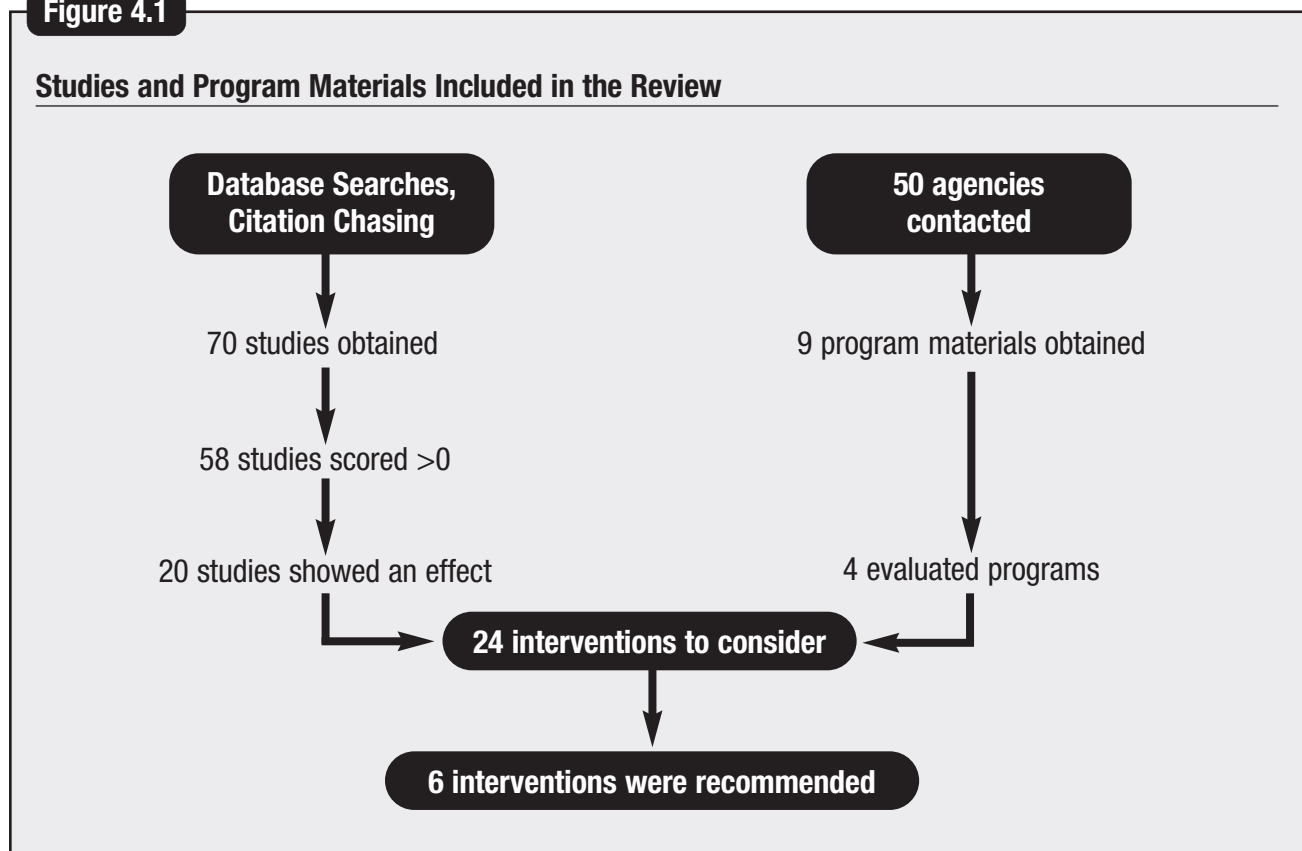 Figure 4.1
Studies and Program Materials Included in the Review
Database Searches,
Citation Chasing
50 agencies
contacted
70 studies obtained
9 program materials obtained
58 studies scored >0
20 studies showed an effect
4 evaluated programs
24 interventions to consider
6 interventions were recommended